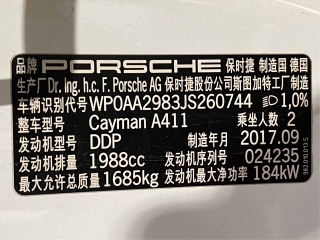 品牌 PORSCHE 保时捷 制造国 德国
生产厂 Dr. Ing. h.c. F. Porsche AG 保时捷股份公司斯图加特工厂制造
车辆识别代号 WP0AA2983JS260744 1,0%
整车型号 Cayman A411 乘坐人数 2
发动机型号 DDP 制造年月 2017.09
发动机排量 1988cc 发动机序列号 024235
最大允许总质量 1685kg 发动机最大净功率 184kW
982 010 013 S